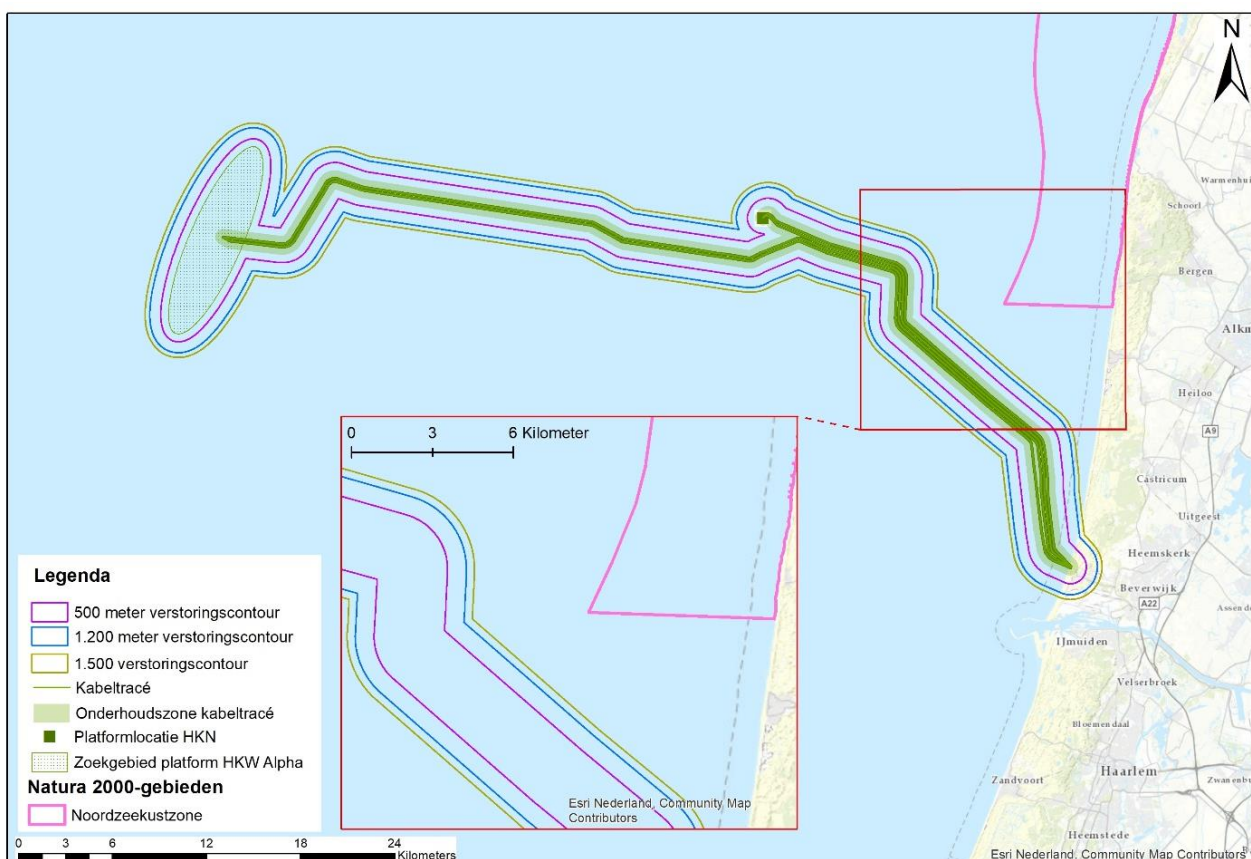 N
Warmenhui
Schoorl
Bergen
Alkm
Heiloo
A9
Castricum
Uitgeest
Heemskerk
Beverwijk
A22
Assende
IJmuiden
Velserbroek
Bloemendaal
Zandvoort
Haarlem
Zwanenbur
Heemstede
0 3 6 Kilometer
Esri Nederland, Community Map
Contributors
Legenda
500 meter verstoringscontour
1.200 meter verstoringscontour
1.500 verstoringscontour
Kabeltracé
Onderhoudszone kabeltracé
Platformlocatie HKN
Zoekgebied platform HKW Alpha
Natura 2000-gebieden
Noordzeekustzone
0 3 6 12 18 24
Kilometers
Esri Nederland, Community Map Contributors